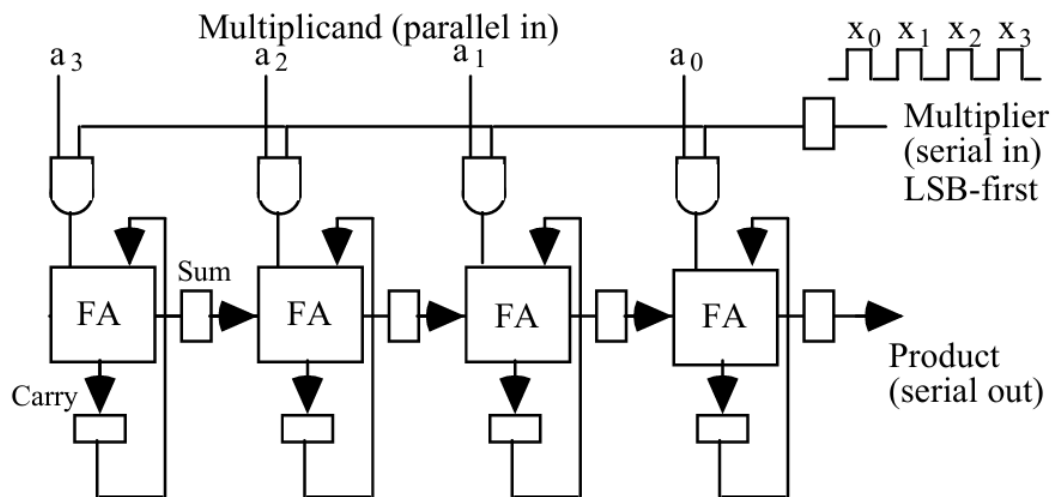 Multiplicand (parallel in)
a3 a2 a1 a0
x0 x1 x2 x3
Multiplier
(serial in)
LSB-first
Sum
FA FA FA FA
Carry
Product
(serial out)